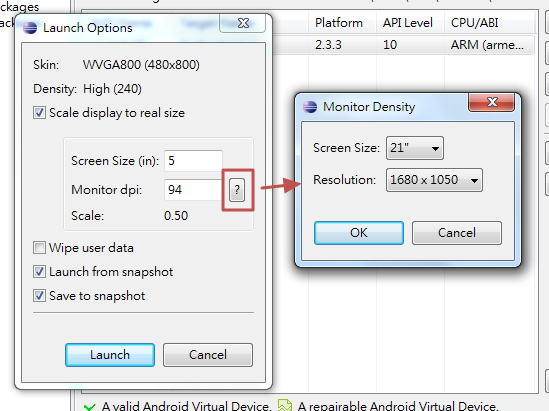 ckages
Platform API Level CPU/ABI
2.3.3 10 ARM (arme...
Launch Options
Skin: WVGA800 (480x800)
Density: High (240)
Scale display to real size
Screen Size (in): 5
Monitor dpi: 94 ?
Scale: 0.50
Wipe user data
Launch from snapshot
Save to snapshot
Launch Cancel
Monitor Density
Screen Size: 21"
Resolution: 1680 x 1050
OK Cancel
A valid Android Virtual Device. A repairable Android Virtual Device.